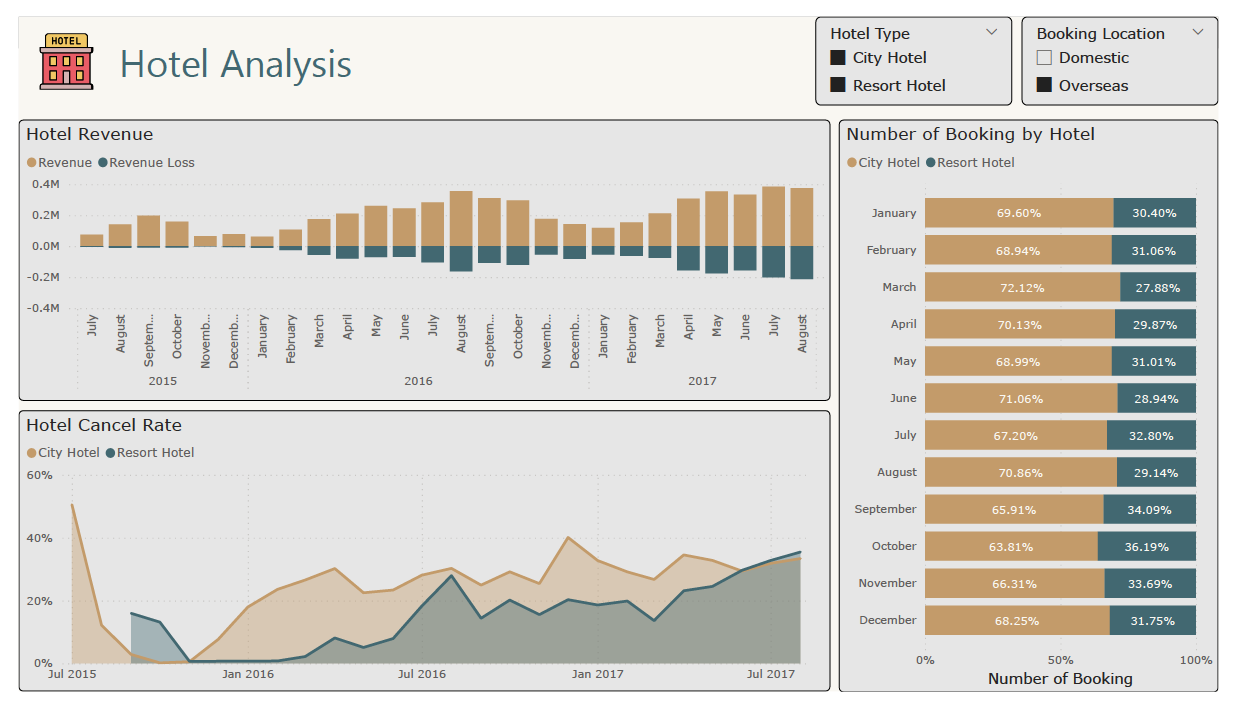 HOTEL
Hotel Analysis
Hotel Type
City Hotel
Resort Hotel
Booking Location
Domestic
Overseas
Hotel Revenue
Revenue Revenue Loss
0.4M
0.2M
0.0M
-0.2M
-0.4M
July August Septem... October Novemb... Decemb... January February March April May June July August Septem... October Novemb... Decemb... January February March April May June July August
2015 2016 2017
Hotel Cancel Rate
City Hotel Resort Hotel
60%
40%
20%
0%
Jul 2015 Jan 2016 Jul 2016 Jan 2017 Jul 2017
Number of Booking by Hotel
City Hotel Resort Hotel
January 69.60% 30.40%
February 68.94% 31.06%
March 72.12% 27.88%
April 70.13% 29.87%
May 68.99% 31.01%
June 71.06% 28.94%
July 67.20% 32.80%
August 70.86% 29.14%
September 65.91% 34.09%
October 63.81% 36.19%
November 66.31% 33.69%
December 68.25% 31.75%
0% 50% 100%
Number of Booking